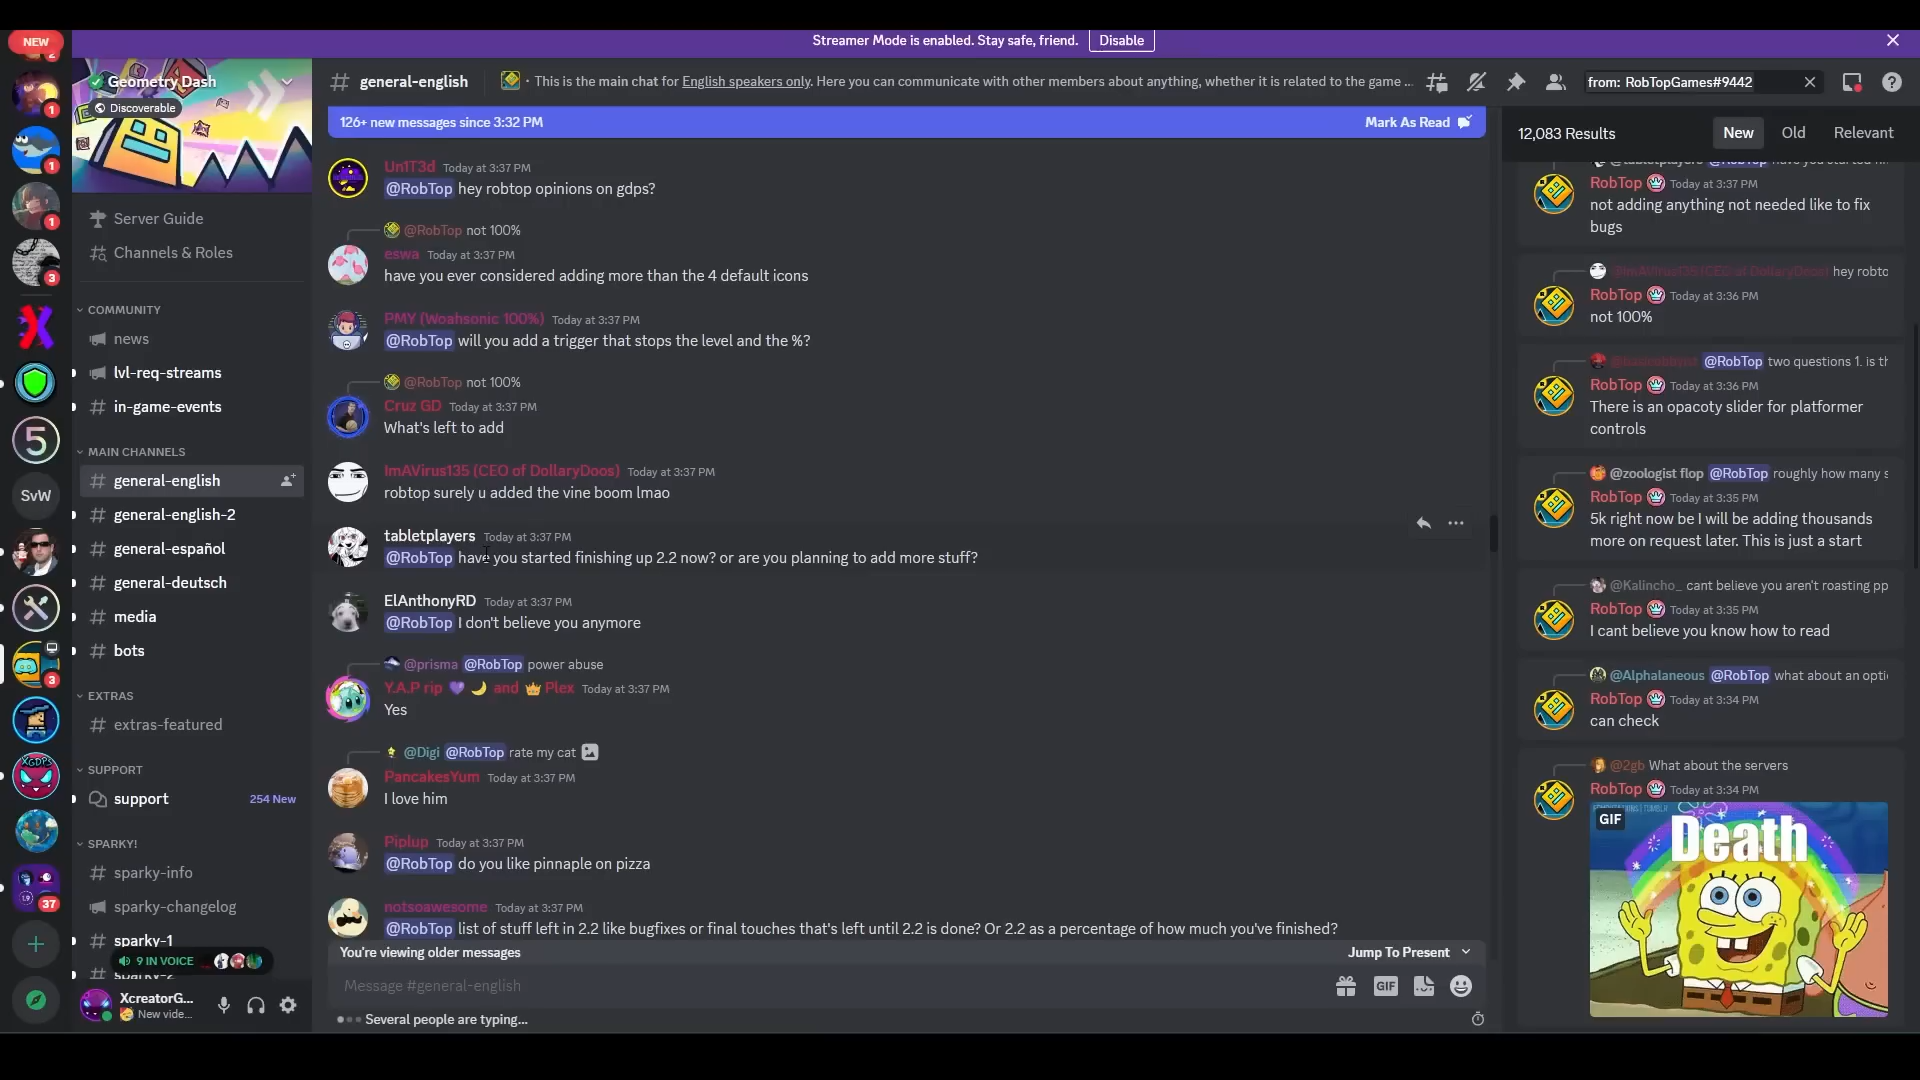 NEW
Streamer Mode is enabled. Stay safe, friend.
Disable
Geometry Dash
Discoverable
general-english
This is the main chat for English speakers only. Here you can communicate with other members about anything, whether it is related to the game ...
from: RobTopGames#9442
2
1
1
1
3
5
SvW
3
37
Server Guide
Channels & Roles
COMMUNITY
news
lvl-req-streams
in-game-events
MAIN CHANNELS
general-english
general-english-2
general-español
general-deutsch
media
bots
EXTRAS
extras-featured
SUPPORT
support
254 New
SPARKY!
sparky-info
sparky-changelog
sparky-1
9 IN VOICE
sparky-2
XcreatorG...
New vide...
126+ new messages since 3:32 PM
Mark As Read
Un1T3d Today at 3:37 PM
@RobTop hey robtop opinions on gdps?
@RobTop not 100%
eswa Today at 3:37 PM
have you ever considered adding more than the 4 default icons
PMY (Woahsonic 100%) Today at 3:37 PM
@RobTop will you add a trigger that stops the level and the %?
@RobTop not 100%
Cruz GD Today at 3:37 PM
What's left to add
ImAVirus135 (CEO of DollaryDoos) Today at 3:37 PM
robtop surely u added the vine boom lmao
tabletplayers Today at 3:37 PM
@RobTop have you started finishing up 2.2 now? or are you planning to add more stuff?
ElAnthonyRD Today at 3:37 PM
@RobTop I don't believe you anymore
@prisma @RobTop power abuse
Y.A.P rip 💜 🌙 and 👑 Plex Today at 3:37 PM
Yes
@Digi @RobTop rate my cat
PancakesYum Today at 3:37 PM
I love him
Piplup Today at 3:37 PM
@RobTop do you like pinnaple on pizza
notsoawesome Today at 3:37 PM
@RobTop list of stuff left in 2.2 like bugfixes or final touches that's left until 2.2 is done? Or 2.2 as a percentage of how much you've finished?
You're viewing older messages
Jump To Present
Message #general-english
GIF
Several people are typing...
12,083 Results
New
Old
Relevant
RobTop Today at 3:37 PM
not adding anything not needed like to fix
bugs
@ImAVirus135 (CEO of DollaryDoos) hey robto
RobTop Today at 3:36 PM
not 100%
@RobTop two questions 1. is th
RobTop Today at 3:36 PM
There is an opacoty slider for platformer
controls
@zoologist flop @RobTop roughly how many s
RobTop Today at 3:35 PM
5k right now be I will be adding thousands
more on request later. This is just a start
@Kalincho_ cant believe you aren't roasting pp
RobTop Today at 3:35 PM
I cant believe you know how to read
@Alphalaneous @RobTop what about an opti
RobTop Today at 3:34 PM
can check
@2gb What about the servers
RobTop Today at 3:34 PM
GIF
Death